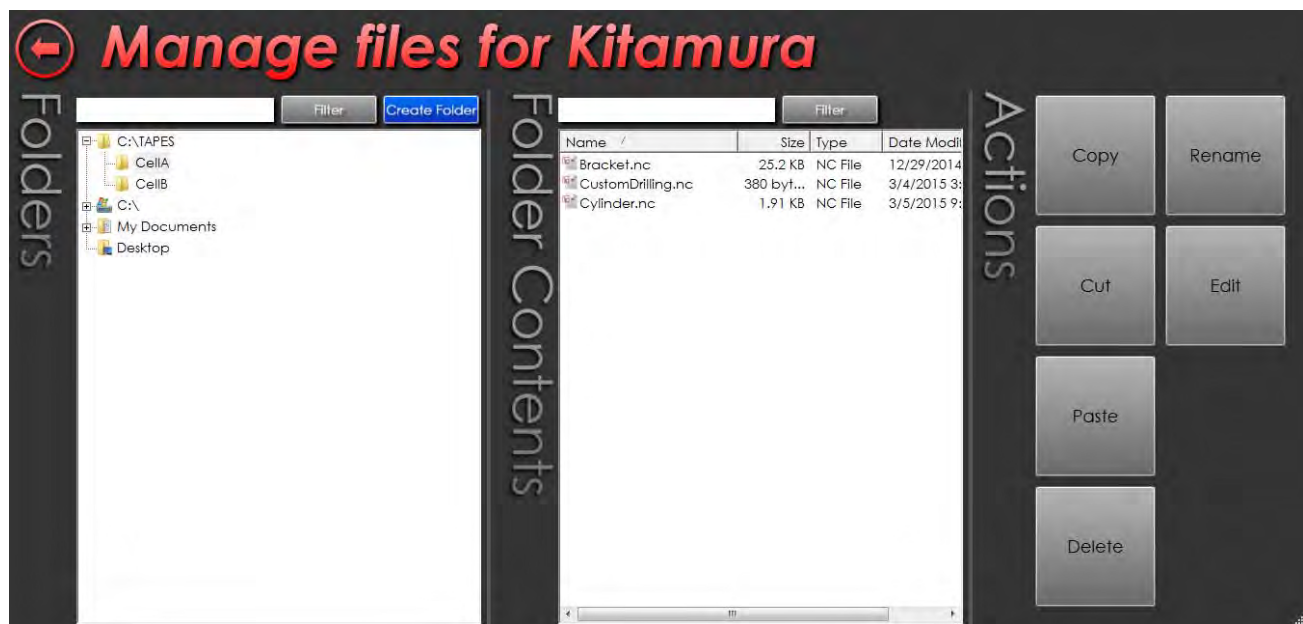 Manage files for Kitamura
Folders
Filter
Create Folder
C:\TAPES
CellA
CellB
C:\
My Documents
Desktop
Folder Contents
Filter
Name Size Type Date Modi
Bracket.nc 25.2 KB NC File 12/29/2014
CustomDrilling.nc 380 byt... NC File 3/4/2015 3:
Cylinder.nc 1.91 KB NC File 3/5/2015 9:
Actions
Copy
Rename
Cut
Edit
Paste
Delete